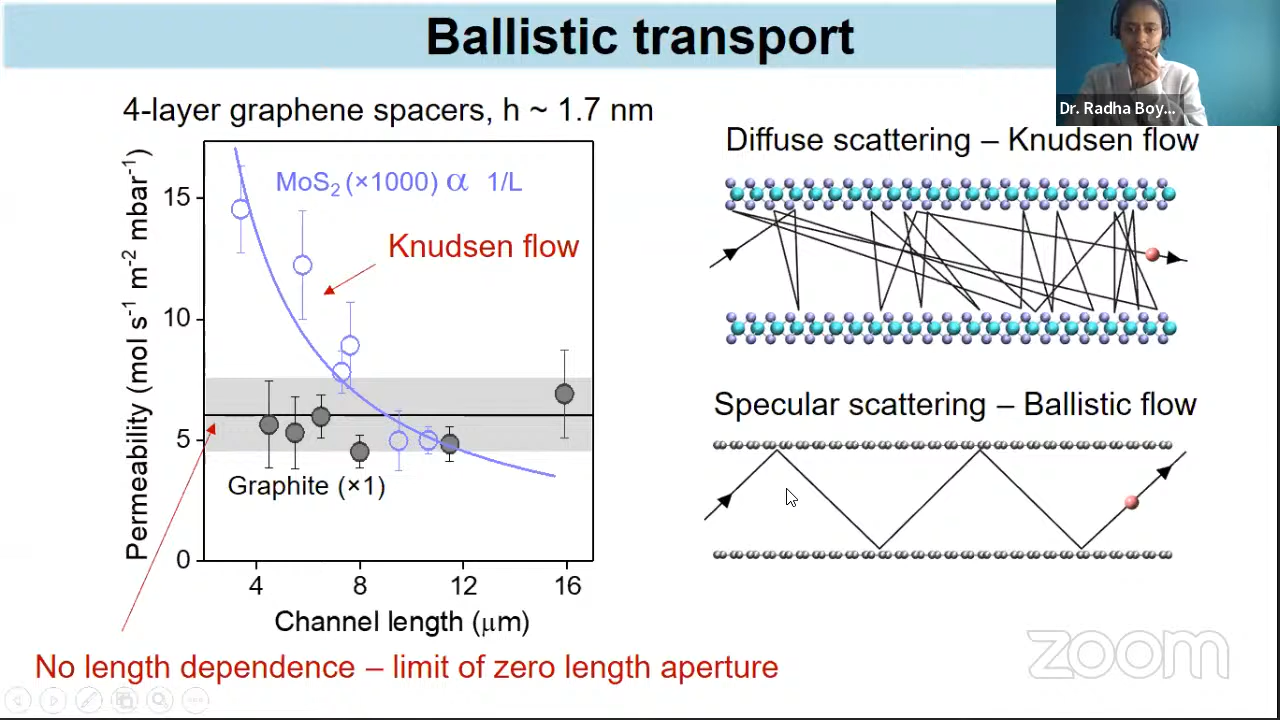 Ballistic transport
Dr. Radha Boy...
4-layer graphene spacers, h ~ 1.7 nm
Permeability (mol s⁻¹ m⁻² mbar⁻¹)
15
10
5
0
MoS₂ (×1000) α 1/L
Knudsen flow
Graphite (×1)
4 8 12 16
Channel length (μm)
No length dependence – limit of zero length aperture
Diffuse scattering – Knudsen flow
Specular scattering – Ballistic flow
zoom